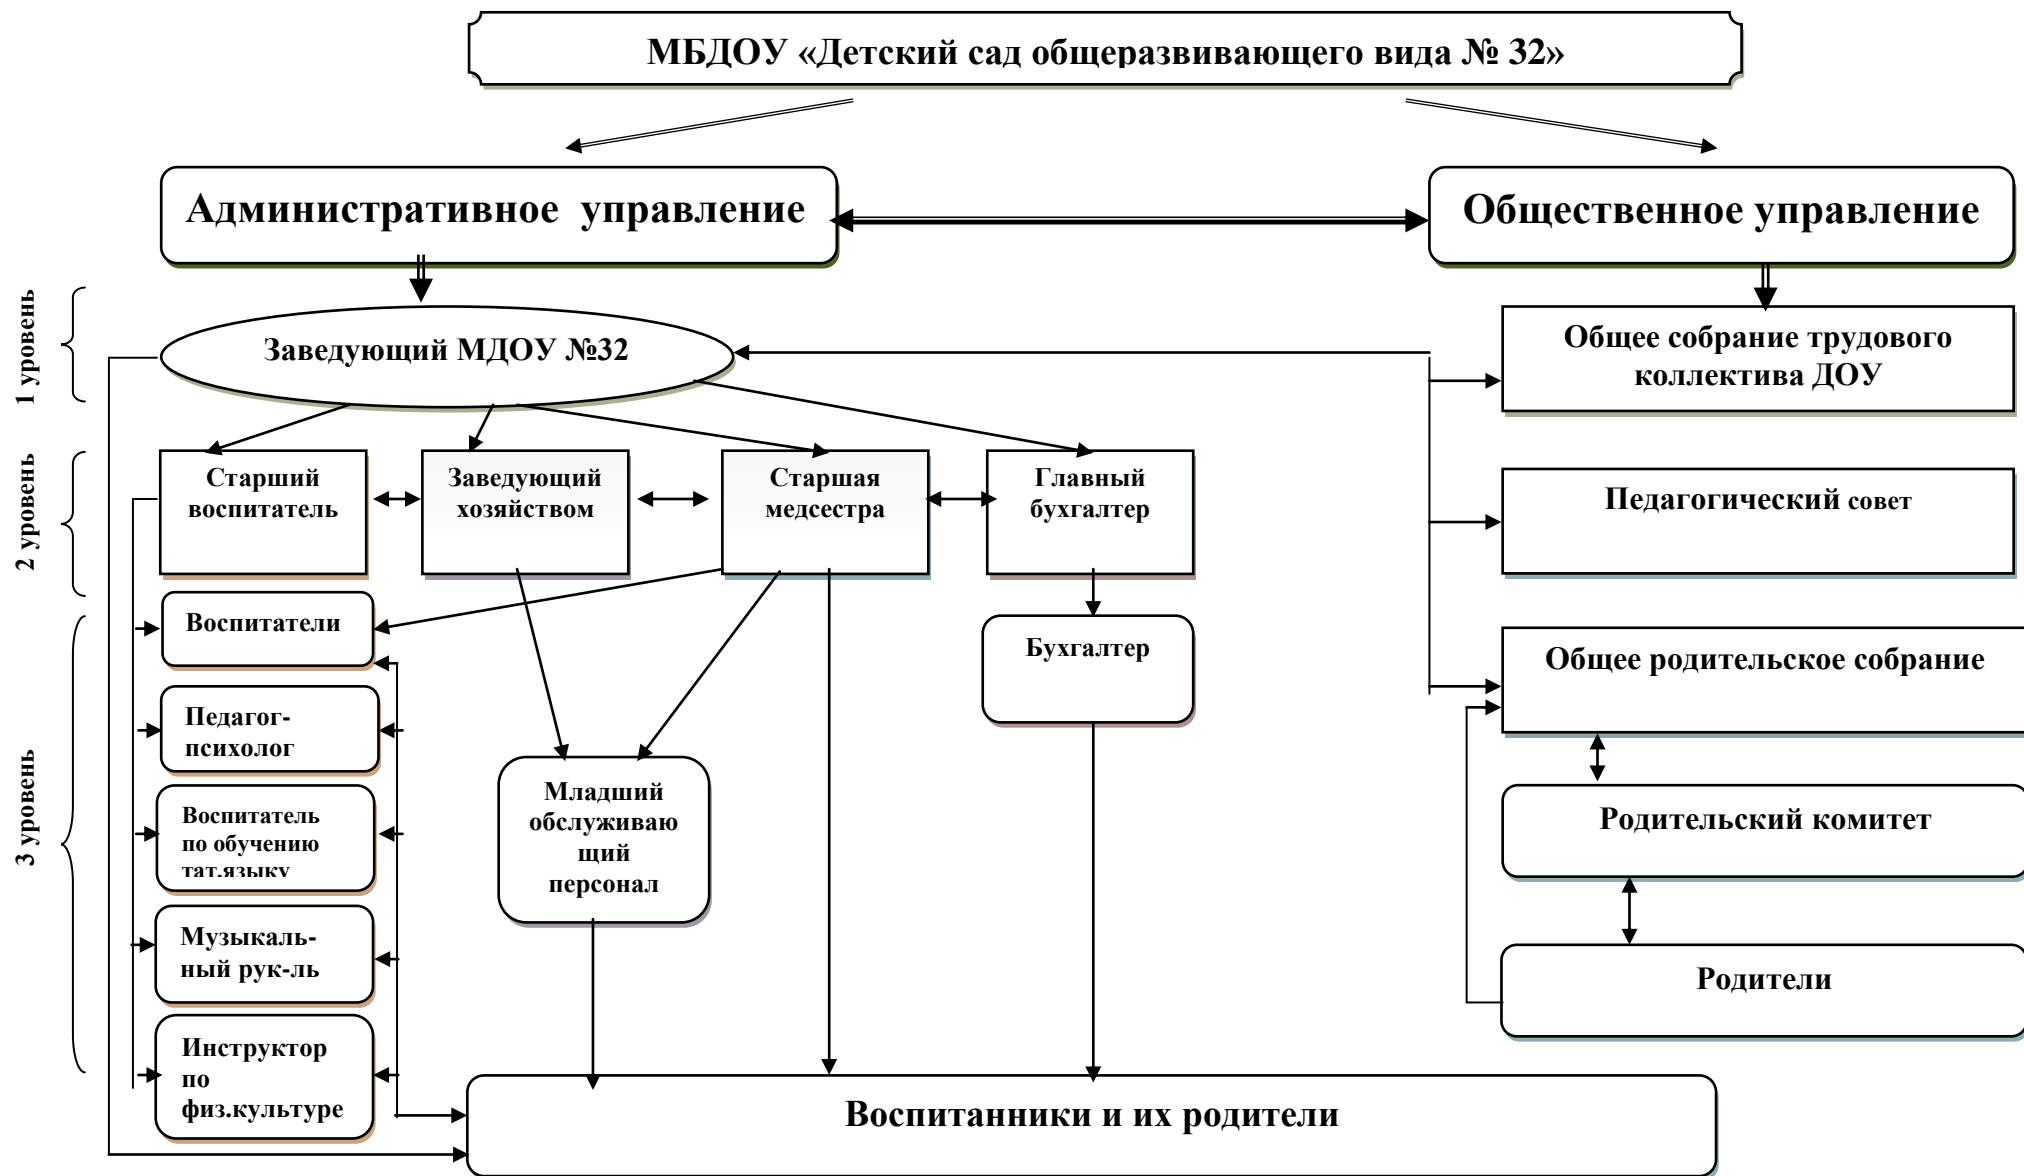 МБДОУ «Детский сад общеразвивающего вида № 32»
Административное управление
Общественное управление
1 уровень
Заведующий МДОУ №32
Общее собрание трудового
коллектива ДОУ
2 уровень
Старший
воспитатель
Заведующий
хозяйством
Старшая
медсестра
Главный
бухгалтер
Педагогический совет
3 уровень
Воспитатели
Бухгалтер
Общее родительское собрание
Педагог-
психолог
Младший
обслуживаю
щий
персонал
Родительский комитет
Воспитатель
по обучению
тат.языку
Музыкаль-
ный рук-ль
Родители
Инструктор
по
физ.культуре
Воспитанники и их родители